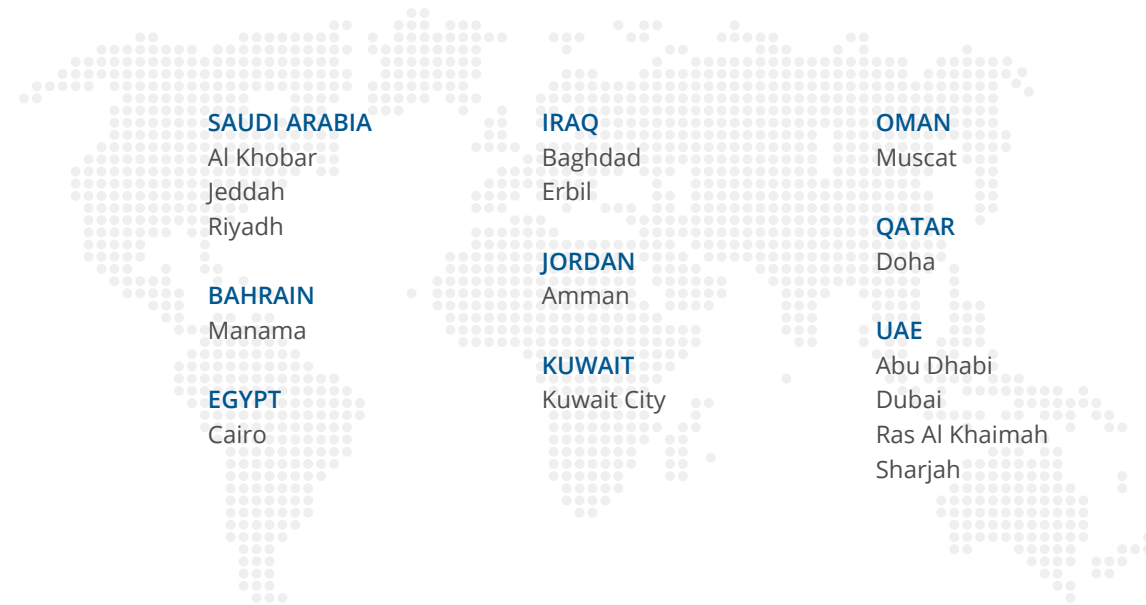 SAUDI ARABIA
Al Khobar
Jeddah
Riyadh
BAHRAIN
Manama
EGYPT
Cairo
IRAQ
Baghdad
Erbil
JORDAN
Amman
KUWAIT
Kuwait City
OMAN
Muscat
QATAR
Doha
UAE
Abu Dhabi
Dubai
Ras Al Khaimah
Sharjah